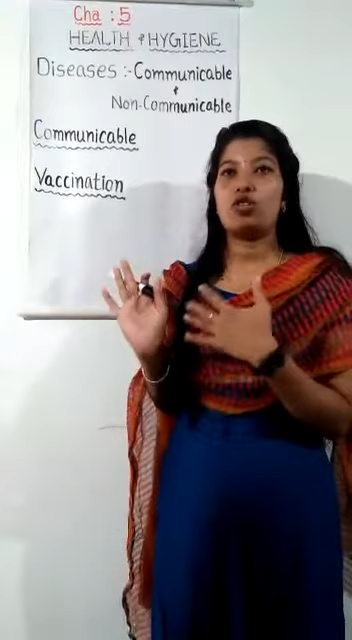 Cha : 5
HEALTH & HYGIENE
Diseases :- Communicable
&
Non-Communicable
Communicable
Vaccination